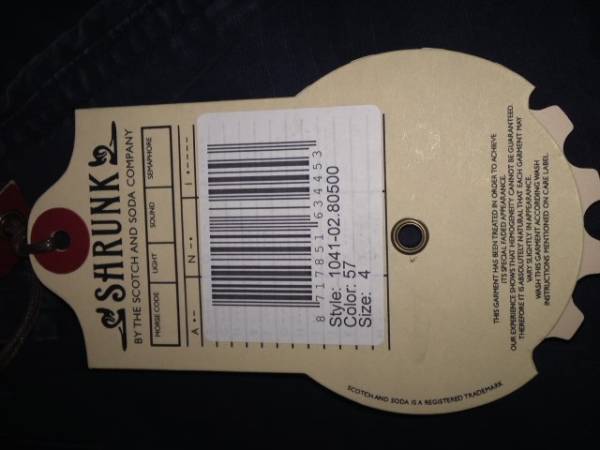 SHRUNK
BY THE SCOTCH AND SODA COMPANY
MORSE CODE LIGHT SOUND SEMAPHORE
A •– N –• 1 •––––
8 717851 634453
Style: 1041-02.80500
Color: 57
Size: 4
THIS GARMENT HAS BEEN TREATED IN ORDER TO ACHIEVE
ITS SPECIAL FADED APPEARANCE.
OUR EXPERIENCE SHOWS THAT HOMOGENEITY CANNOT BE GUARANTEED.
THEREFORE IT IS ABSOLUTELY NATURAL THAT EACH GARMENT MAY
VARY SLIGHTLY IN APPEARANCE.
WASH THIS GARMENT ACCORDING WASH
INSTRUCTIONS MENTIONED ON CARE LABEL.
SCOTCH AND SODA IS A REGISTERED TRADEMARK